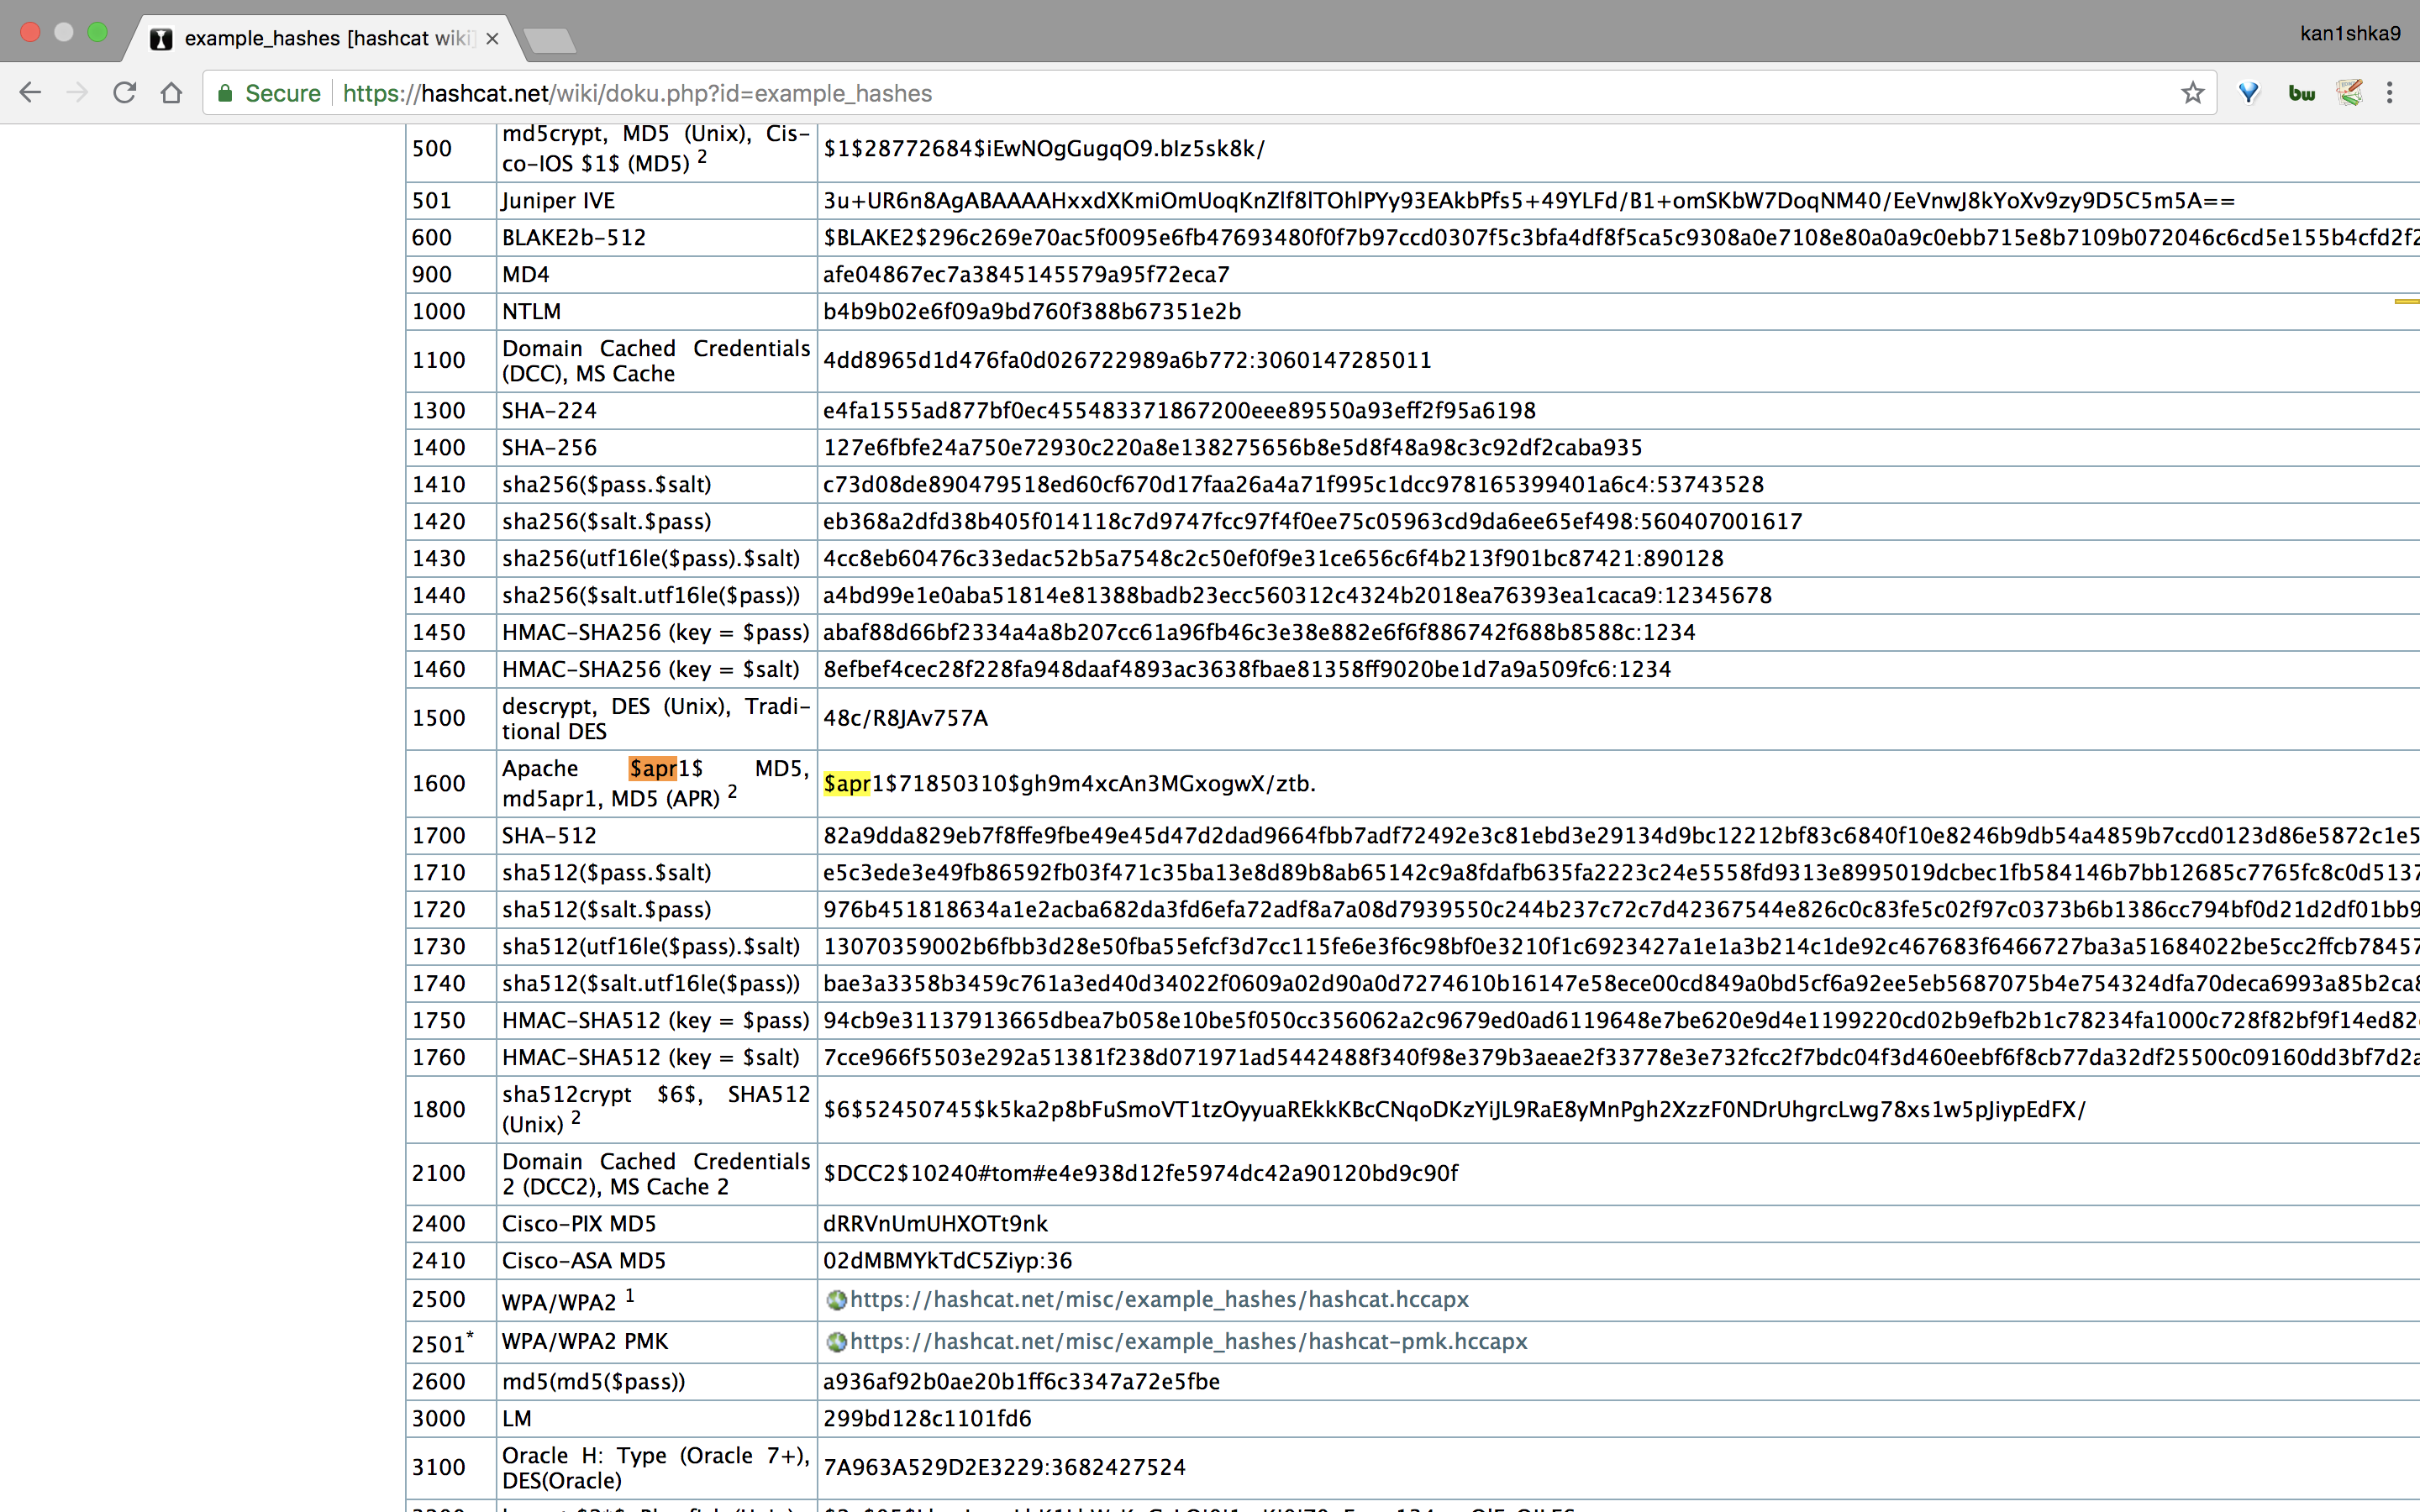 example_hashes [hashcat wiki]
kan1shka9
Secure https://hashcat.net/wiki/doku.php?id=example_hashes
bw
500 md5crypt, MD5 (Unix), Cis-
co-IOS $1$ (MD5) 2 $1$28772684$iEwNOgGugqO9.bIz5sk8k/
501 Juniper IVE 3u+UR6n8AgABAAAAHxxdXKmiOmUoqKnZlf8lTOhlPYy93EAkbPfs5+49YLFd/B1+omSKbW7DoqNM40/EeVnwJ8kYoXv9zy9D5C5m5A==
600 BLAKE2b-512 $BLAKE2$296c269e70ac5f0095e6fb47693480f0f7b97ccd0307f5c3bfa4df8f5ca5c9308a0e7108e80a0a9c0ebb715e8b7109b072046c6cd5e155b4cfd2f2
900 MD4 afe04867ec7a3845145579a95f72eca7
1000 NTLM b4b9b02e6f09a9bd760f388b67351e2b
1100 Domain Cached Credentials
(DCC), MS Cache 4dd8965d1d476fa0d026722989a6b772:3060147285011
1300 SHA-224 e4fa1555ad877bf0ec455483371867200eee89550a93eff2f95a6198
1400 SHA-256 127e6fbfe24a750e72930c220a8e138275656b8e5d8f48a98c3c92df2caba935
1410 sha256($pass.$salt) c73d08de890479518ed60cf670d17faa26a4a71f995c1dcc978165399401a6c4:53743528
1420 sha256($salt.$pass) eb368a2dfd38b405f014118c7d9747fcc97f4f0ee75c05963cd9da6ee65ef498:560407001617
1430 sha256(utf16le($pass).$salt) 4cc8eb60476c33edac52b5a7548c2c50ef0f9e31ce656c6f4b213f901bc87421:890128
1440 sha256($salt.utf16le($pass)) a4bd99e1e0aba51814e81388badb23ecc560312c4324b2018ea76393ea1caca9:12345678
1450 HMAC-SHA256 (key = $pass) abaf88d66bf2334a4a8b207cc61a96fb46c3e38e882e6f6f886742f688b8588c:1234
1460 HMAC-SHA256 (key = $salt) 8efbef4cec28f228fa948daaf4893ac3638fbae81358ff9020be1d7a9a509fc6:1234
1500 descrypt, DES (Unix), Tradi-
tional DES 48c/R8JAv757A
1600 Apache $apr1$ MD5,
md5apr1, MD5 (APR) 2 $apr1$71850310$gh9m4xcAn3MGxogwX/ztb.
1700 SHA-512 82a9dda829eb7f8ffe9fbe49e45d47d2dad9664fbb7adf72492e3c81ebd3e29134d9bc12212bf83c6840f10e8246b9db54a4859b7ccd0123d86e5872c1e5
1710 sha512($pass.$salt) e5c3ede3e49fb86592fb03f471c35ba13e8d89b8ab65142c9a8fdafb635fa2223c24e5558fd9313e8995019dcbec1fb584146b7bb12685c7765fc8c0d5137
1720 sha512($salt.$pass) 976b451818634a1e2acba682da3fd6efa72adf8a7a08d7939550c244b237c72c7d42367544e826c0c83fe5c02f97c0373b6b1386cc794bf0d21d2df01bb9
1730 sha512(utf16le($pass).$salt) 13070359002b6fbb3d28e50fba55efcf3d7cc115fe6e3f6c98bf0e3210f1c6923427a1e1a3b214c1de92c467683f6466727ba3a51684022be5cc2ffcb78457
1740 sha512($salt.utf16le($pass)) bae3a3358b3459c761a3ed40d34022f0609a02d90a0d7274610b16147e58ece00cd849a0bd5cf6a92ee5eb5687075b4e754324dfa70deca6993a85b2ca8
1750 HMAC-SHA512 (key = $pass) 94cb9e31137913665dbea7b058e10be5f050cc356062a2c9679ed0ad6119648e7be620e9d4e1199220cd02b9efb2b1c78234fa1000c728f82bf9f14ed82
1760 HMAC-SHA512 (key = $salt) 7cce966f5503e292a51381f238d071971ad5442488f340f98e379b3aeae2f33778e3e732fcc2f7bdc04f3d460eebf6f8cb77da32df25500c09160dd3bf7d2a
1800 sha512crypt $6$, SHA512
(Unix) 2 $6$52450745$k5ka2p8bFuSmoVT1tzOyyuaREkkKBcCNqoDKzYiJL9RaE8yMnPgh2XzzF0NDrUhgrcLwg78xs1w5pJiypEdFX/
2100 Domain Cached Credentials
2 (DCC2), MS Cache 2 $DCC2$10240#tom#e4e938d12fe5974dc42a90120bd9c90f
2400 Cisco-PIX MD5 dRRVnUmUHXOTt9nk
2410 Cisco-ASA MD5 02dMBMYkTdC5Ziyp:36
2500 WPA/WPA2 1 https://hashcat.net/misc/example_hashes/hashcat.hccapx
2501* WPA/WPA2 PMK https://hashcat.net/misc/example_hashes/hashcat-pmk.hccapx
2600 md5(md5($pass)) a936af92b0ae20b1ff6c3347a72e5fbe
3000 LM 299bd128c1101fd6
3100 Oracle H: Type (Oracle 7+),
DES(Oracle) 7A963A529D2E3229:3682427524